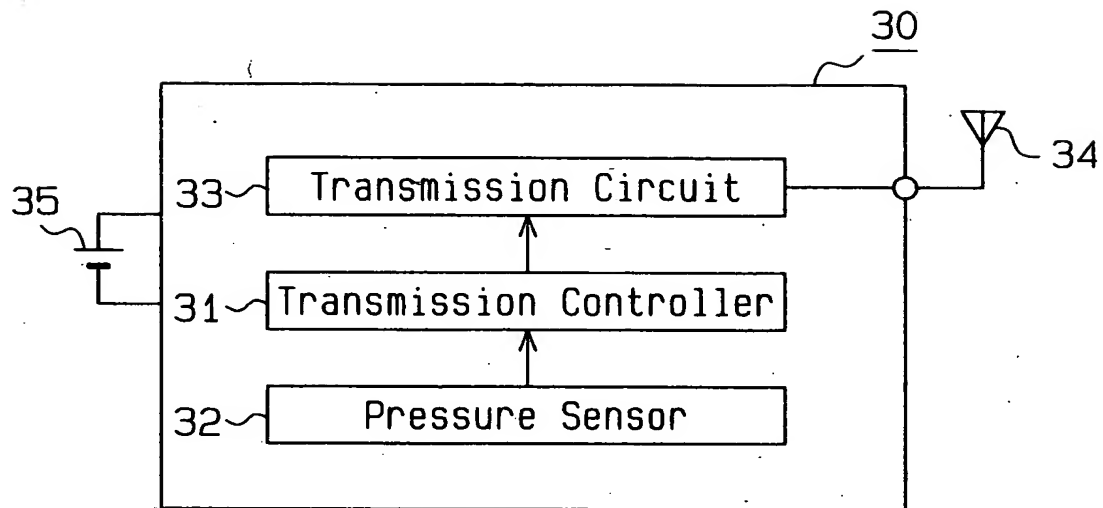 30
34
33 Transmission Circuit
35
31 Transmission Controller
32 Pressure Sensor